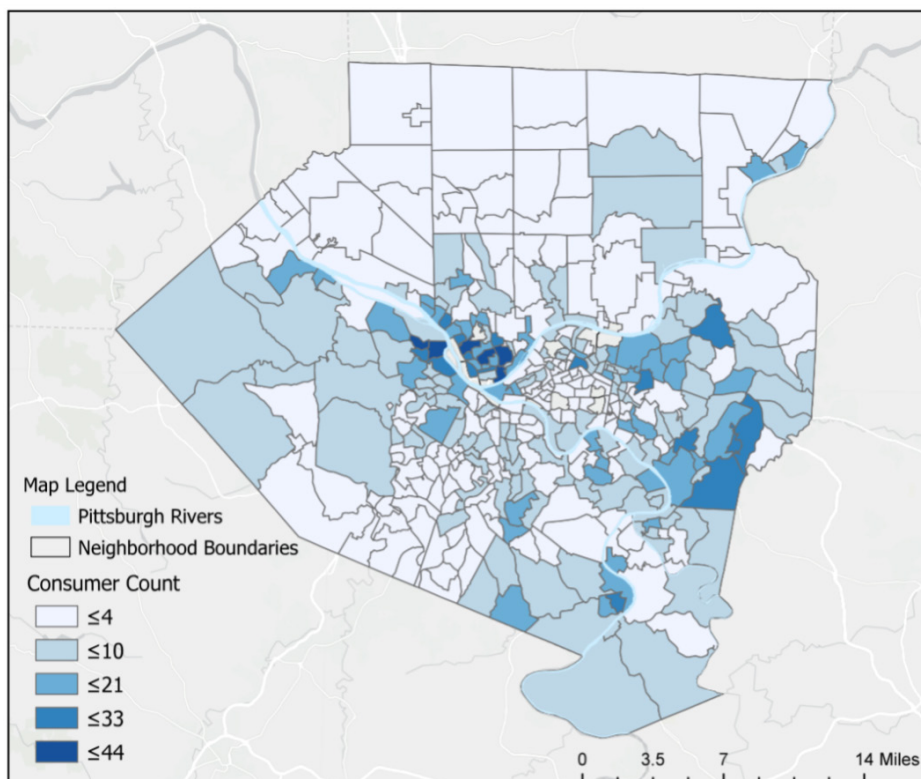 Map Legend
Pittsburgh Rivers
Neighborhood Boundaries
Consumer Count
≤4
≤10
≤21
≤33
≤44
0 3.5 7 14 Miles